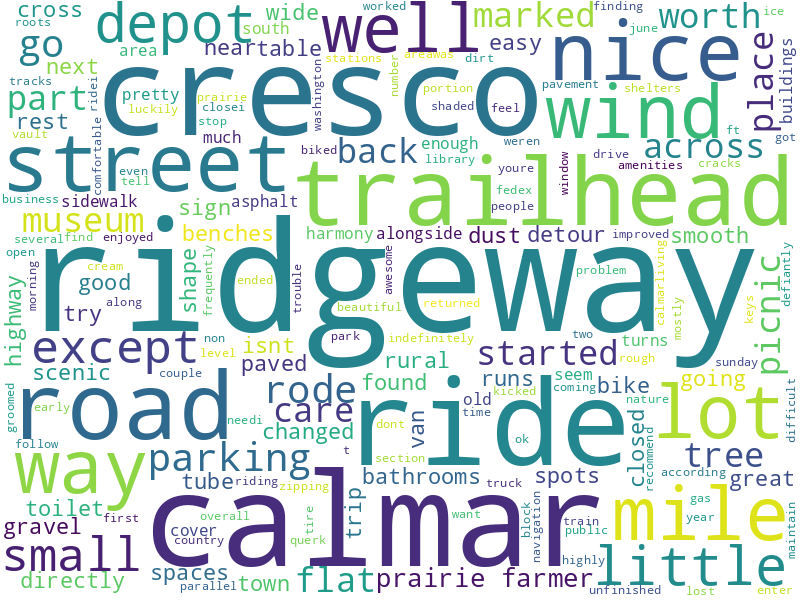 cross
depot
wide
well
marked
worth
worked
finding
ice
roots
go
south
stations
areawas
june
area
near
table
easy
nice
next
cresco
tracks
part
pretty
prairie
luckily
closei
washington
number
dirt
portion
shaded
feel
pavement
shelters
wind
place
buildings
rest
vault
comfortable
ridei
stop
much
biked
back
enough
library
weren
youre
ft
across
got
street
even
tell
business
sidewalk
asphalt
fedex
people
window
drive
amenities
cracks
trailhead
museum
sign
benches
harmony
alongside
dust
detour
improved
smooth
several
find
enjoyed
open
morning
highway
good
along
try
shape
frequently
ended
ridgeway
trouble
awesome
beautiful
returned
problem
calmarliving
mostly
picnic
keys
defiantly
cream
park
indefinitely
two
turns
rough
sunday
except
isnt
non
level
couple
paved
rural
started
scenic
rode
found
runs
seem
coming
bike
going
groomed
early
road
care
changed
van
old
time
kicked
ride
nature
lot
difficult
follow
needi
t
dont
section
ok
closed
recommend
tree
according
way
parking
tube
riding
zipping
bathrooms
truck
spots
great
toilet
gravel
first
cover
country
overall
querk
tire
trip
want
block
navigation
train
public
gas
year
mile
maintain
calmar
small
directly
spaces
parallel
town
flat
prairie farmer
highly
unfinished
little
lost
enter